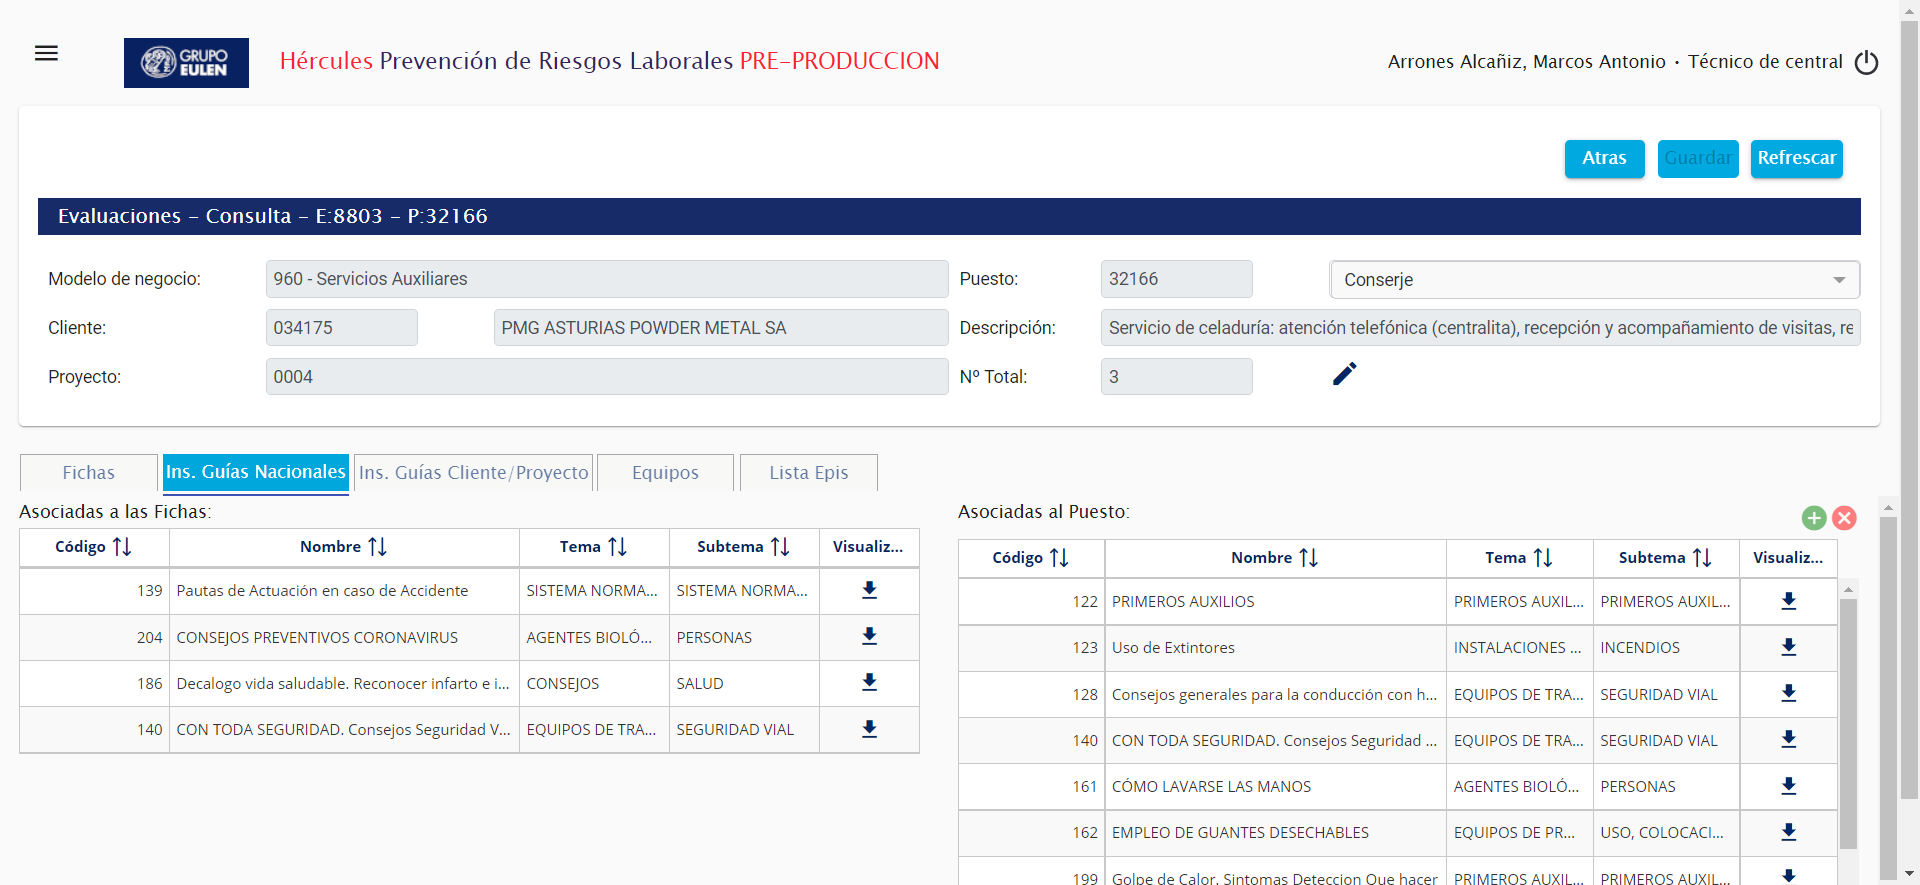 GRUPO
EULEN
Hércules Prevención de Riesgos Laborales PRE-PRODUCCION
Arrones Alcañiz, Marcos Antonio · Técnico de central
Atras Guardar Refrescar
Evaluaciones - Consulta - E:8803 - P:32166
Modelo de negocio: 960 - Servicios Auxiliares Puesto: 32166 Conserje
Cliente: 034175 PMG ASTURIAS POWDER METAL SA Descripción: Servicio de celaduría: atención telefónica (centralita), recepción y acompañamiento de visitas, re
Proyecto: 0004 Nº Total: 3
Fichas Ins. Guías Nacionales Ins. Guías Cliente/Proyecto Equipos Lista Epis
Asociadas a las Fichas:
Código Nombre Tema Subtema Visualiz...
139 Pautas de Actuación en caso de Accidente SISTEMA NORMA... SISTEMA NORMA...
204 CONSEJOS PREVENTIVOS CORONAVIRUS AGENTES BIOLÓ... PERSONAS
186 Decalogo vida saludable. Reconocer infarto e i... CONSEJOS SALUD
140 CON TODA SEGURIDAD. Consejos Seguridad V... EQUIPOS DE TRA... SEGURIDAD VIAL
Asociadas al Puesto:
Código Nombre Tema Subtema Visualiz...
122 PRIMEROS AUXILIOS PRIMEROS AUXIL... PRIMEROS AUXIL...
123 Uso de Extintores INSTALACIONES ... INCENDIOS
128 Consejos generales para la conducción con h... EQUIPOS DE TRA... SEGURIDAD VIAL
140 CON TODA SEGURIDAD. Consejos Seguridad ... EQUIPOS DE TRA... SEGURIDAD VIAL
161 CÓMO LAVARSE LAS MANOS AGENTES BIOLÓ... PERSONAS
162 EMPLEO DE GUANTES DESECHABLES EQUIPOS DE PR... USO, COLOCACI...
199 Golpe de Calor. Sintomas Deteccion Que hacer PRIMEROS AUXIL... PRIMEROS AUXIL...